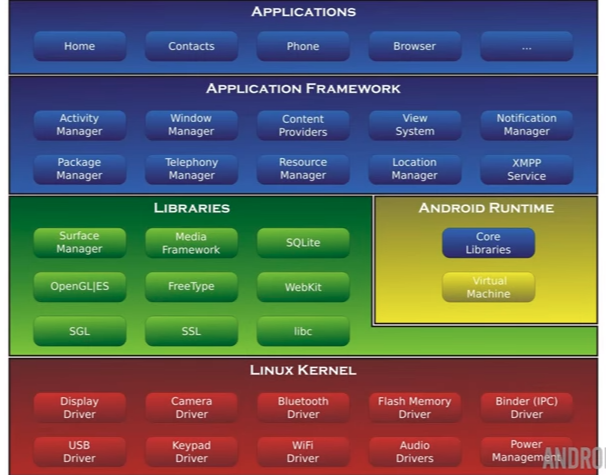 APPLICATIONS
Home
Contacts
Phone
Browser
...
APPLICATION FRAMEWORK
Activity
Manager
Window
Manager
Content
Providers
View
System
Notification
Manager
Package
Manager
Telephony
Manager
Resource
Manager
Location
Manager
XMPP
Service
LIBRARIES
Surface
Manager
Media
Framework
SQLite
OpenGL|ES
FreeType
WebKit
SGL
SSL
libc
ANDROID RUNTIME
Core
Libraries
Virtual
Machine
LINUX KERNEL
Display
Driver
Camera
Driver
Bluetooth
Driver
Flash Memory
Driver
Binder (IPC)
Driver
USB
Driver
Keypad
Driver
WiFi
Driver
Audio
Drivers
Power
Management